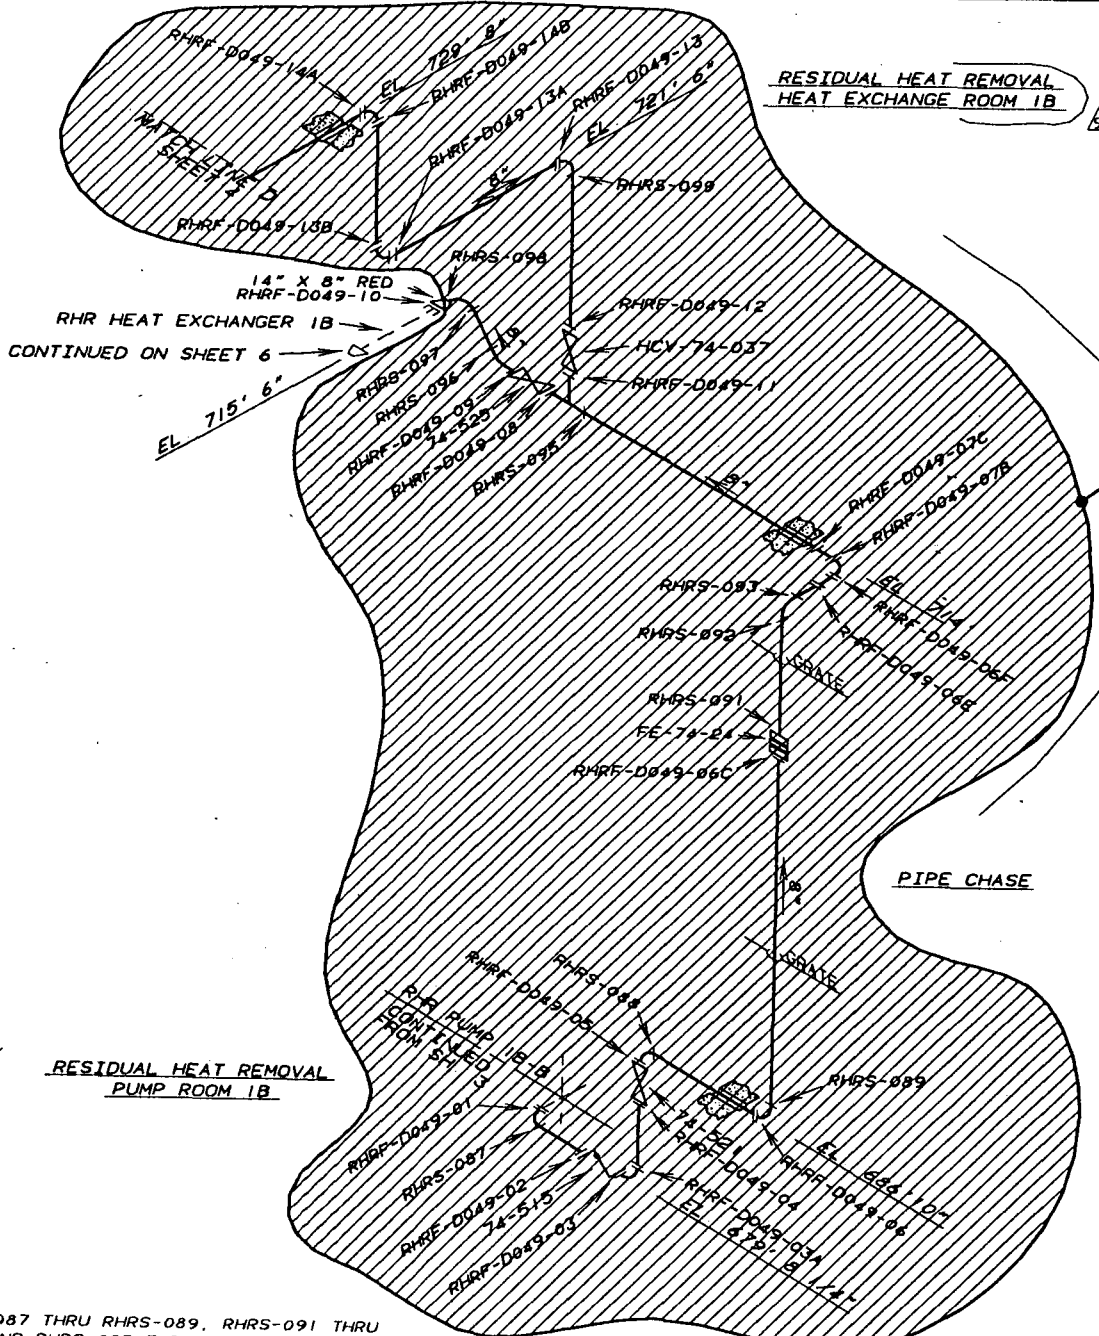 RHRF-D049-14A
EL 729' 8"
RHRF-D049-14B
RHRF-D049-13A
RHRF-D049-13
EL 721' 6"
RESIDUAL HEAT REMOVAL
HEAT EXCHANGE ROOM 1B
MATCH LINE D
SHEET 4
8"
RHRS-099
RHRF-D049-13B
RHRS-098
14" X 8" RED
RHRF-D049-10
RHRF-D049-12
RHR HEAT EXCHANGER 1B
HCV-74-037
CONTINUED ON SHEET 6
RHRF-D049-11
8"
RHRS-097
RHRS-096
EL 715' 6"
RHRF-D049-09
74-525
RHRF-D049-08
RHRS-095
8"
RHRF-D049-07C
RHRF-D049-07B
RHRS-093
EL 714'
RHRF-D049-06F
RHRS-092
RHRF-D049-06E
GRATE
RHRS-091
FE-74-24
RHRF-D049-06C
8"
PIPE CHASE
GRATE
RHRS-088
RHRF-D049-05
RHR PUMP 1B-B
CONTINUED
FROM SH 3
RESIDUAL HEAT REMOVAL
PUMP ROOM 1B
RHRS-089
RHRF-D049-01
74-521
RHRF-D049-04
EL 686' 10"
RHRF-D049-06
RHRS-087
RHRF-D049-02
74-515
RHRF-D049-03
RHRF-D049-03A
EL 679' 8 1/4"
087 THRU RHRS-089, RHRS-091 THRU